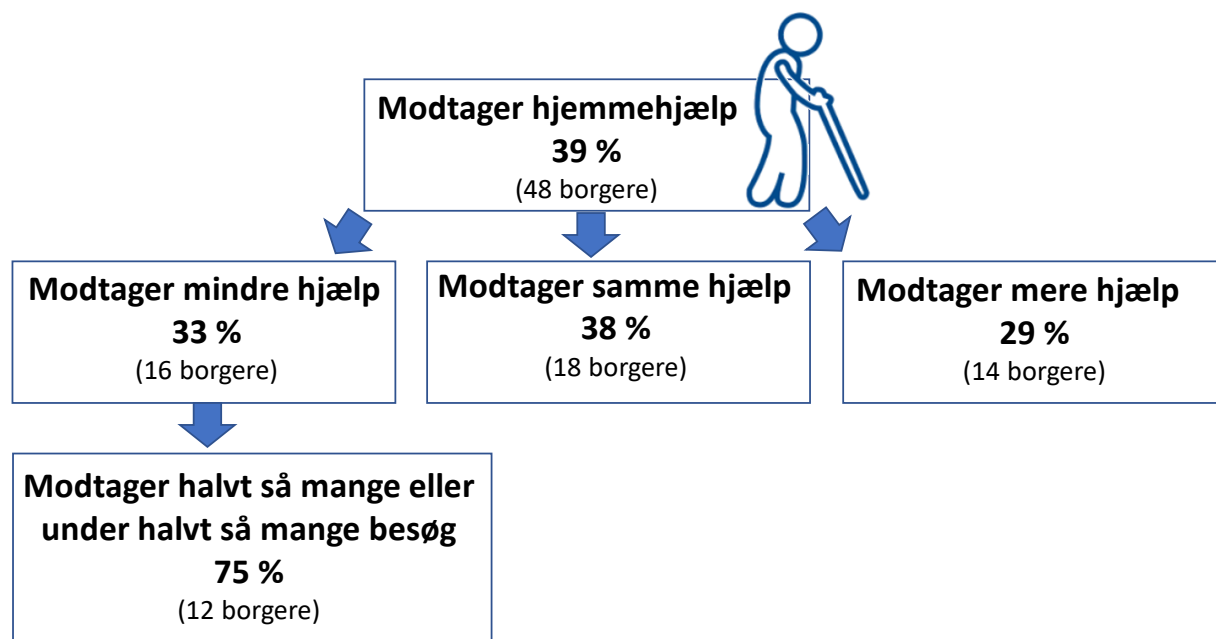 Modtager hjemmehjælp
39 %
(48 borgere)
Modtager mindre hjælp
33 %
(16 borgere)
Modtager samme hjælp
38 %
(18 borgere)
Modtager mere hjælp
29 %
(14 borgere)
Modtager halvt så mange eller
under halvt så mange besøg
75 %
(12 borgere)